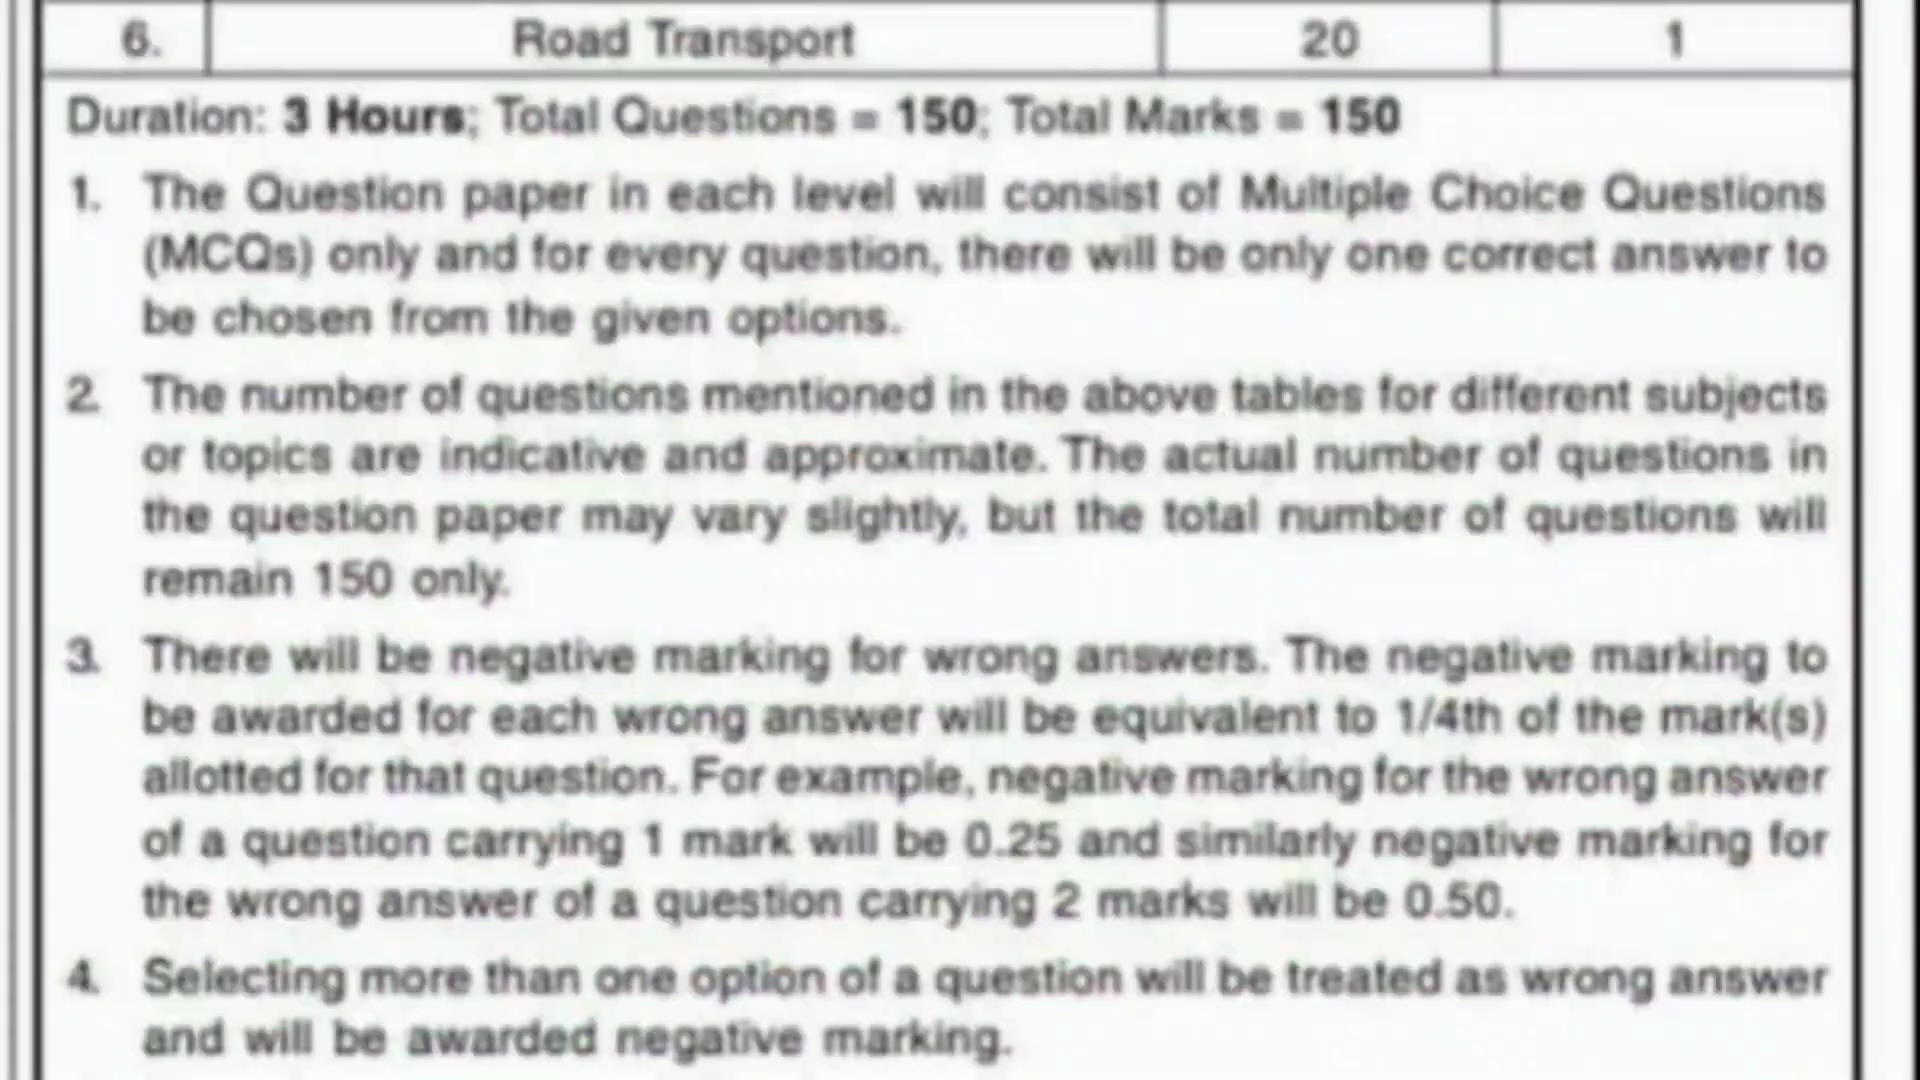 6. Road Transport 20 1
Duration: 3 Hours; Total Questions = 150; Total Marks = 150
1. The Question paper in each level will consist of Multiple Choice Questions
(MCQs) only and for every question, there will be only one correct answer to
be chosen from the given options.
2. The number of questions mentioned in the above tables for different subjects
or topics are indicative and approximate. The actual number of questions in
the question paper may vary slightly, but the total number of questions will
remain 150 only.
3. There will be negative marking for wrong answers. The negative marking to
be awarded for each wrong answer will be equivalent to 1/4th of the mark(s)
allotted for that question. For example, negative marking for the wrong answer
of a question carrying 1 mark will be 0.25 and similarly negative marking for
the wrong answer of a question carrying 2 marks will be 0.50.
4. Selecting more than one option of a question will be treated as wrong answer
and will be awarded negative marking.